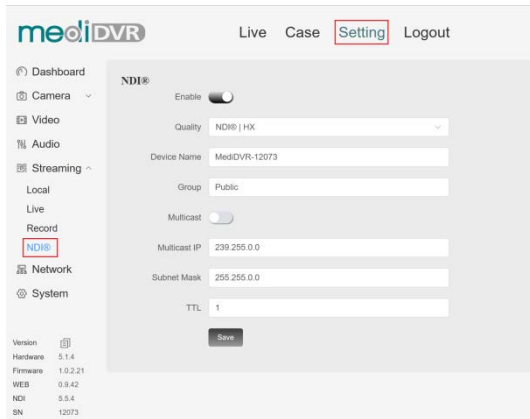 mediDVR
Live Case Setting Logout
Dashboard
Camera
Video
Audio
Streaming
Local
Live
Record
NDI®
Network
System
Version
Hardware 5.1.4
Firmware 1.0.2.21
WEB 0.9.42
NDI 5.5.4
SN 12073
NDI®
Enable
Quality NDI® | HX
Device Name MediDVR-12073
Group Public
Multicast
Multicast IP 239.255.0.0
Subnet Mask 255.255.0.0
TTL 1
Save